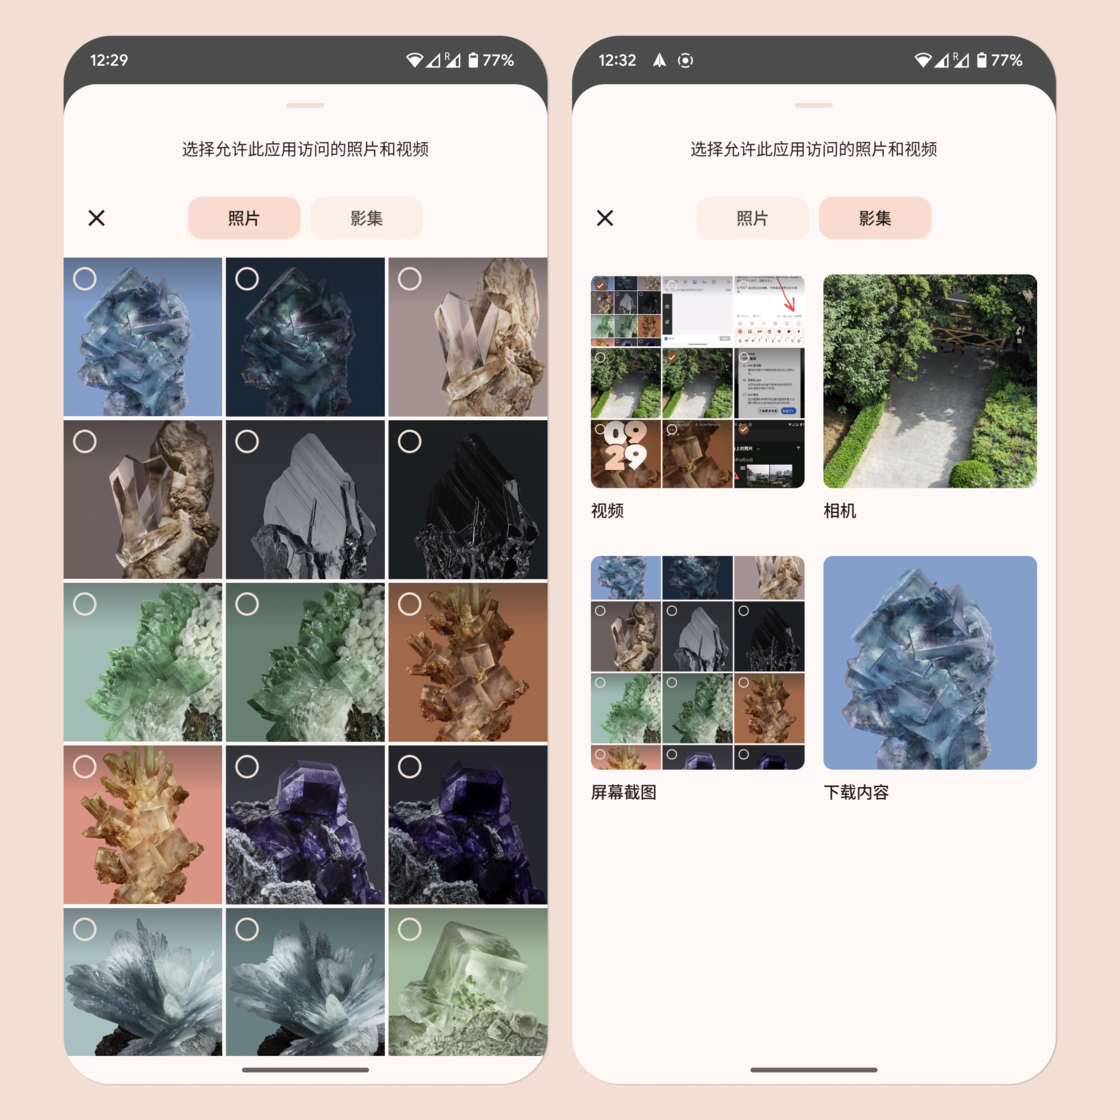 12:29
R
77%
选择允许此应用访问的照片和视频
照片
影集
12:32
R
77%
选择允许此应用访问的照片和视频
照片
影集
09
29
视频
相机
屏幕截图
下载内容